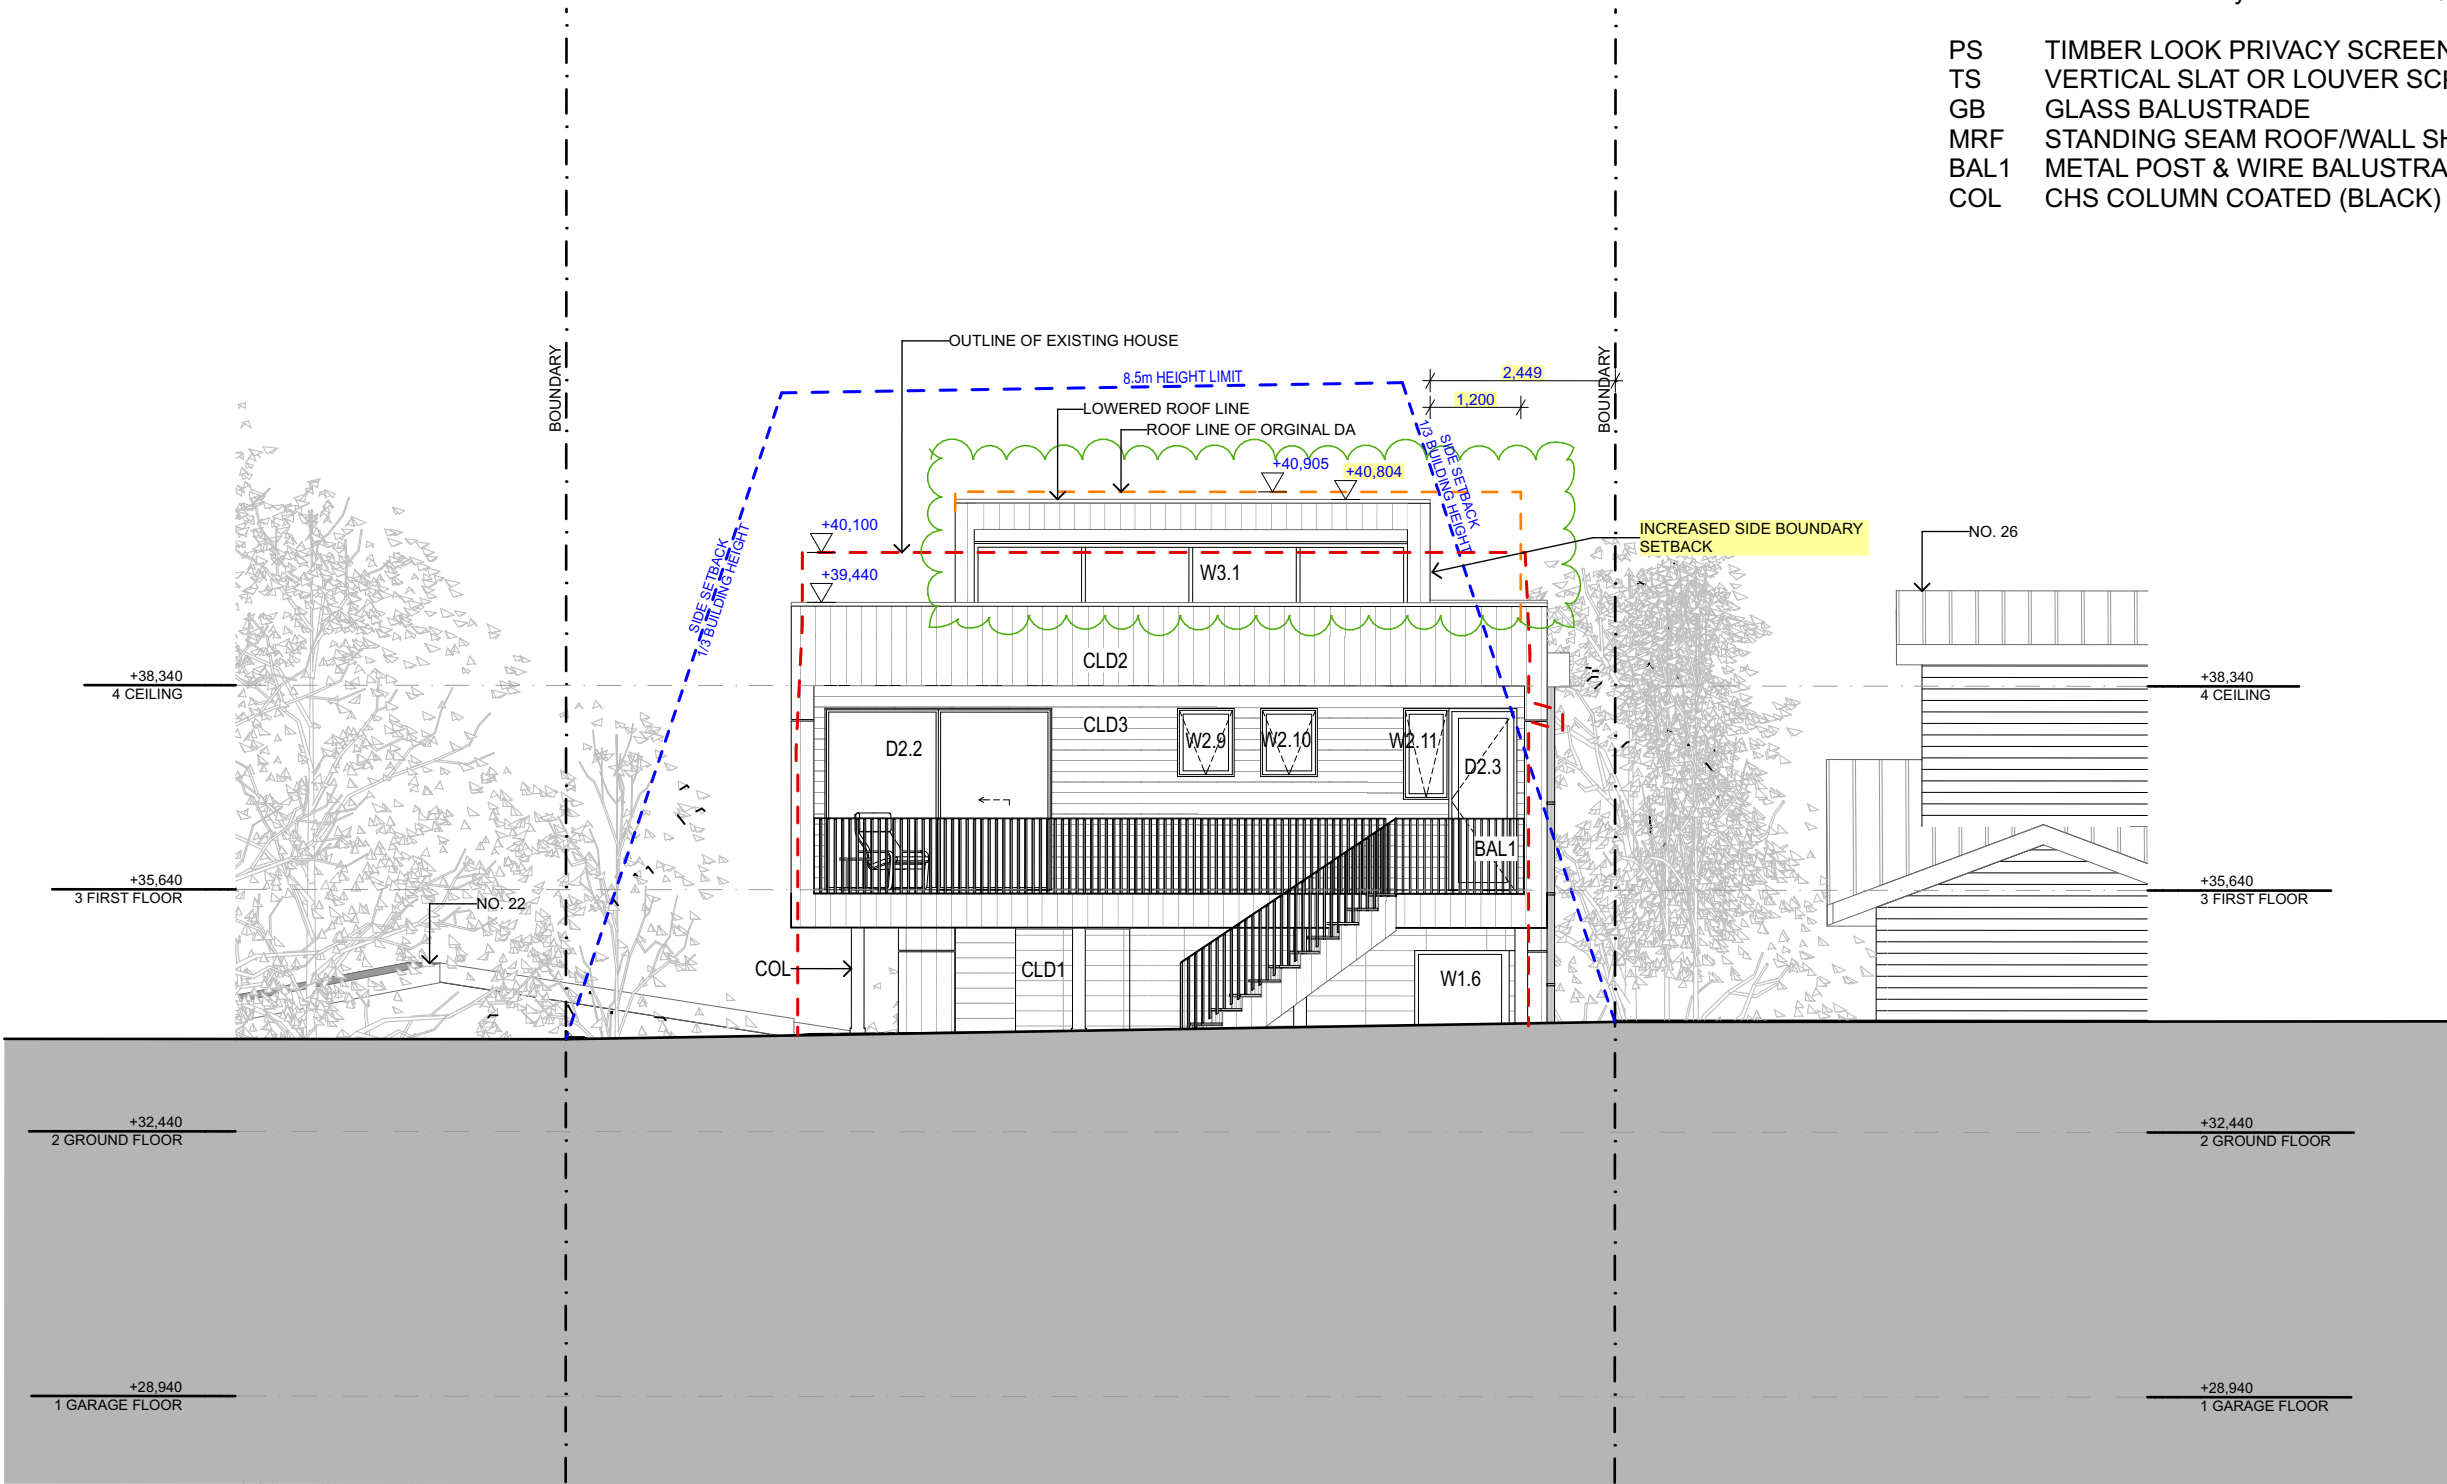 PS TIMBER LOOK PRIVACY SCREEN
TS VERTICAL SLAT OR LOUVER
GB GLASS BALUSTRADE
MRF STANDING SEAM ROOF/WALL
BAL1 METAL POST & WIRE
COL CHS COLUMN COATED (BLACK)
OUTLINE OF EXISTING HOUSE
BOUNDARY
BOUNDARY
8.5m HEIGHT LIMIT
2,449
1,200
LOWERED ROOF LINE
ROOF LINE OF ORGINAL DA
SIDE SETBACK
1/3 BUILDING HEIGHT
+40,905
+40,804
+40,100
INCREASED SIDE BOUNDARY
SETBACK
NO. 26
SIDE SETBACK
1/3 BUILDING HEIGHT
+39,440
W3.1
CLD2
+38,340
4 CEILING
+38,340
4 CEILING
CLD3
D2.2
W2.9
W2.10
W2.11
D2.3
BAL1
+35,640
3 FIRST FLOOR
+35,640
3 FIRST FLOOR
NO. 22
COL
CLD1
W1.6
+32,440
2 GROUND FLOOR
+32,440
2 GROUND FLOOR
+28,940
1 GARAGE FLOOR
+28,940
1 GARAGE FLOOR